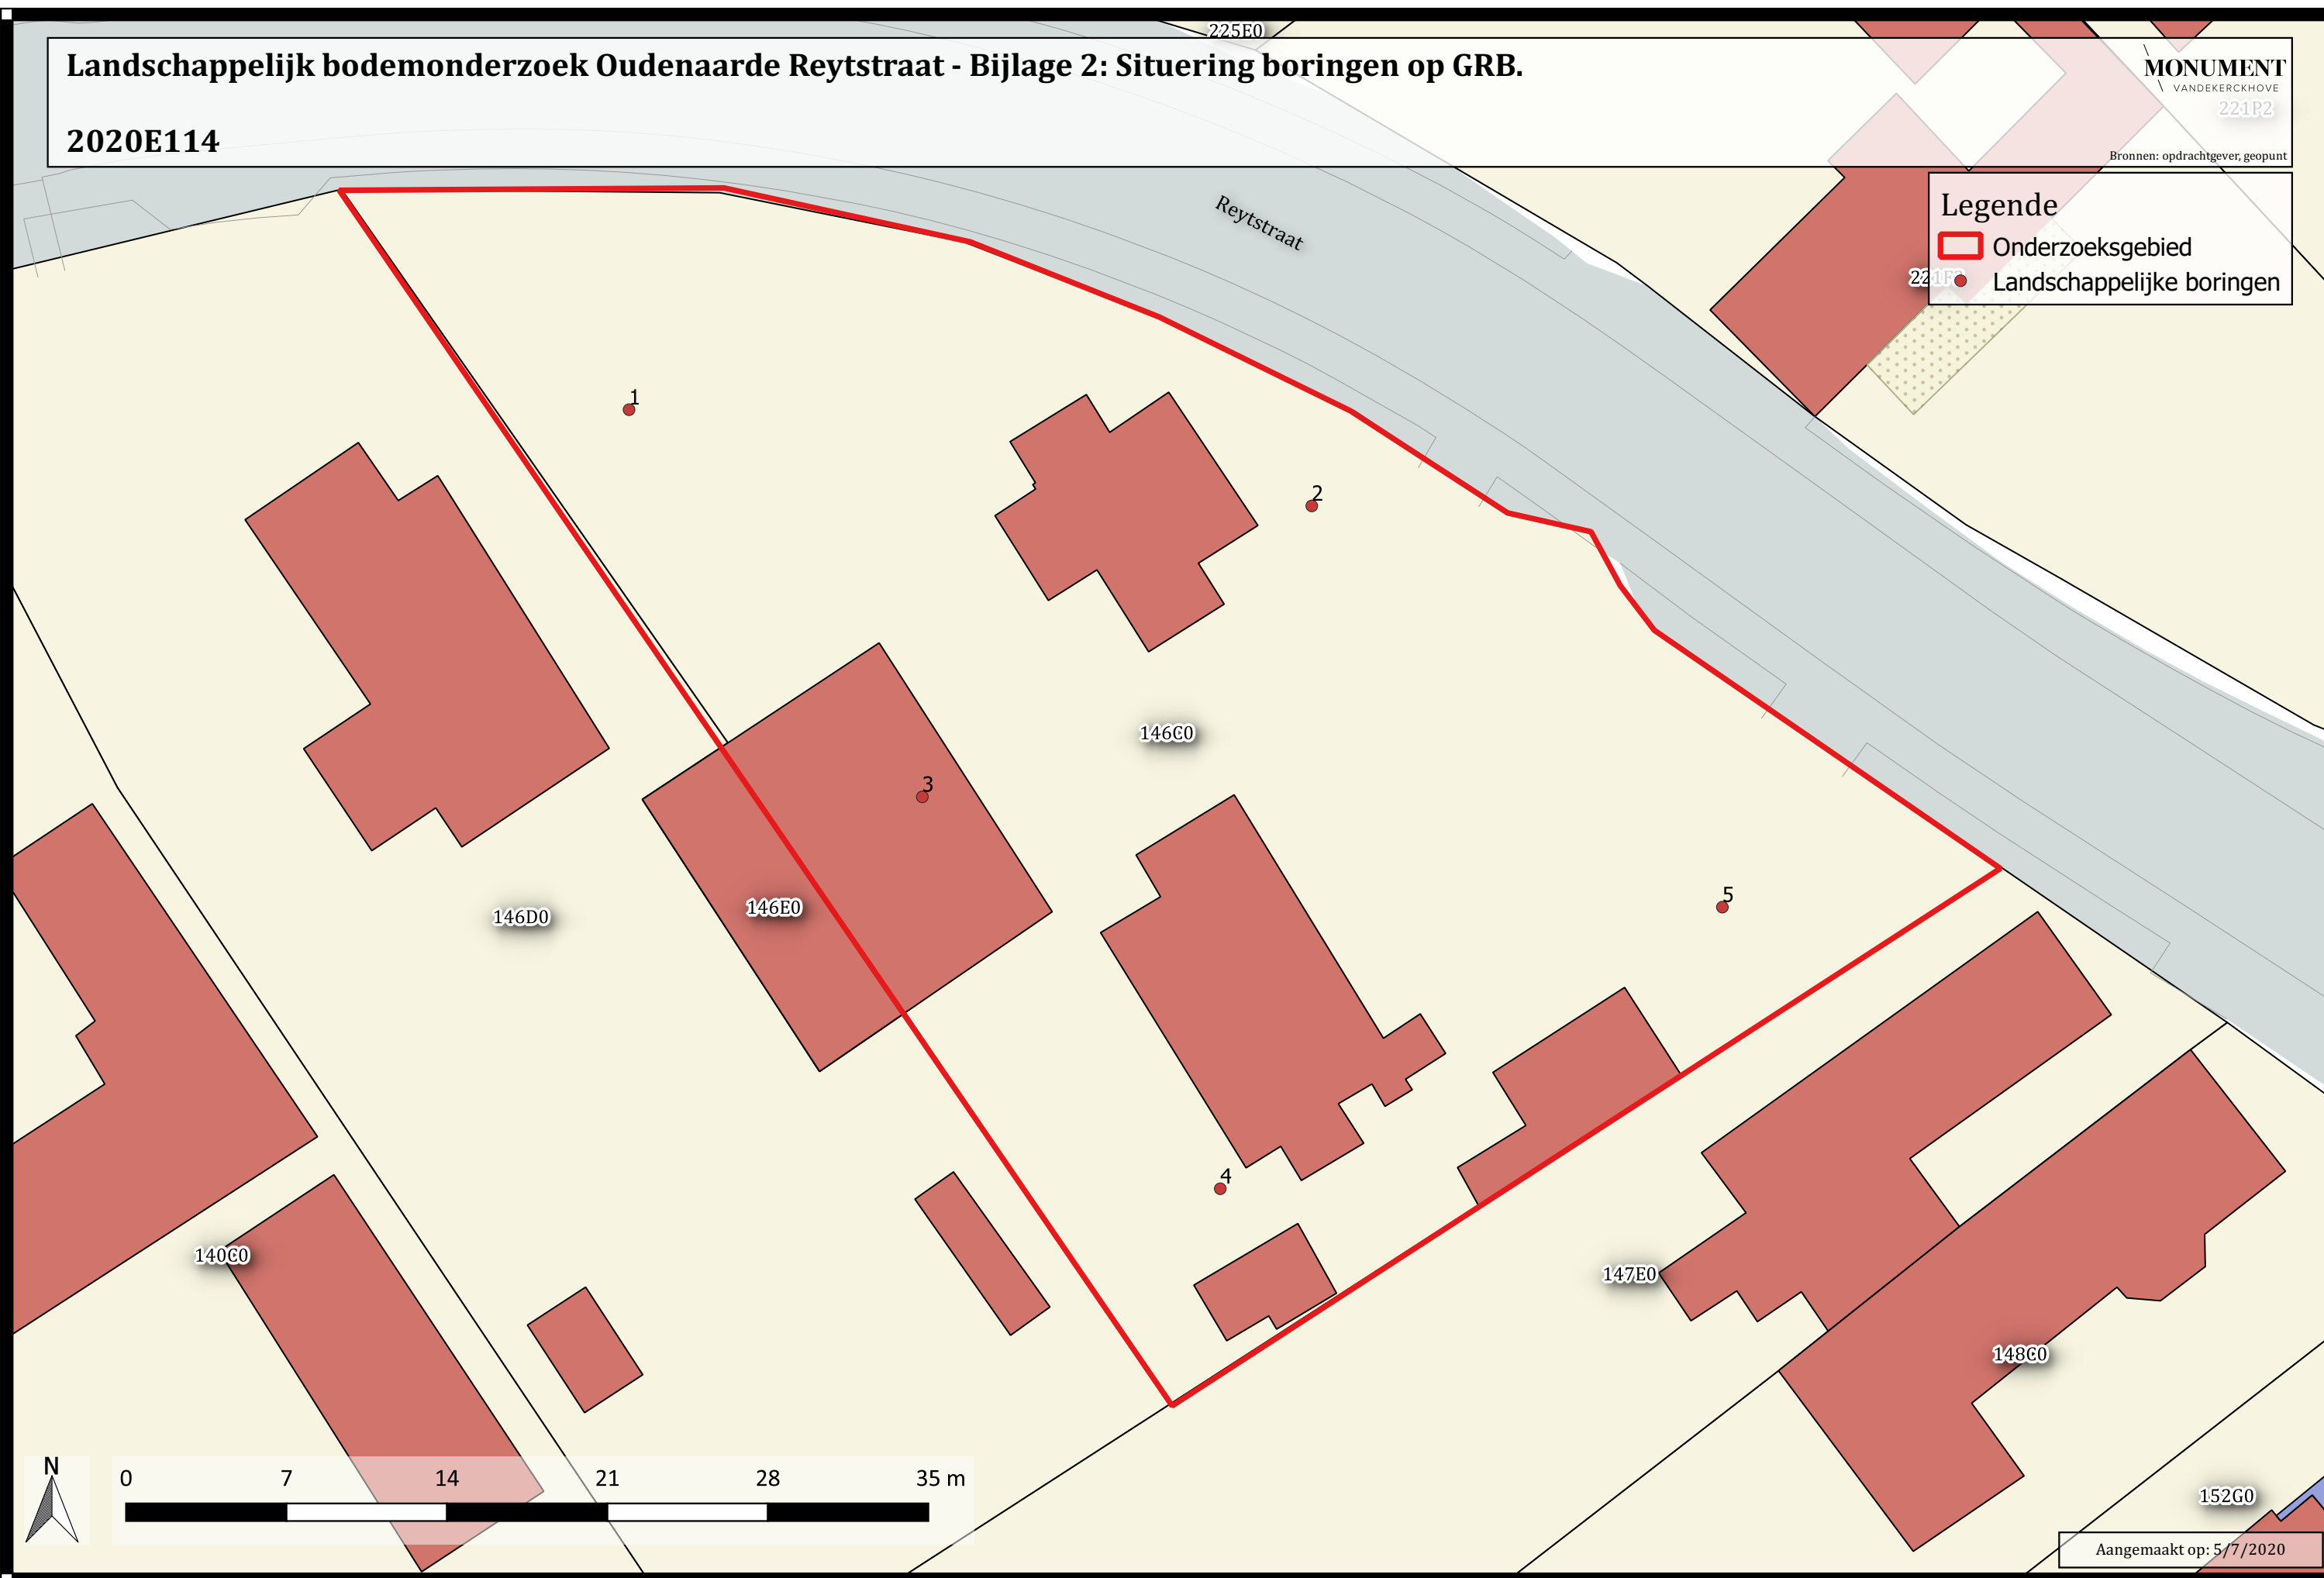 225E0
Landschappelijk bodemonderzoek Oudenaarde Reytstraat - Bijlage 2: Situering boringen op GRB.
MONUMENT
VANDEKERCKHOVE
221P2
2020E114
Bronnen: opdrachtgever, geopunt
Reytstraat
Legende
Onderzoeksgebied
Landschappelijke boringen
1
2
146C0
3
5
146E0
146D0
4
140C0
147E0
148C0
N
0 7 14 21 28 35 m
152G0
Aangemaakt op: 5/7/2020